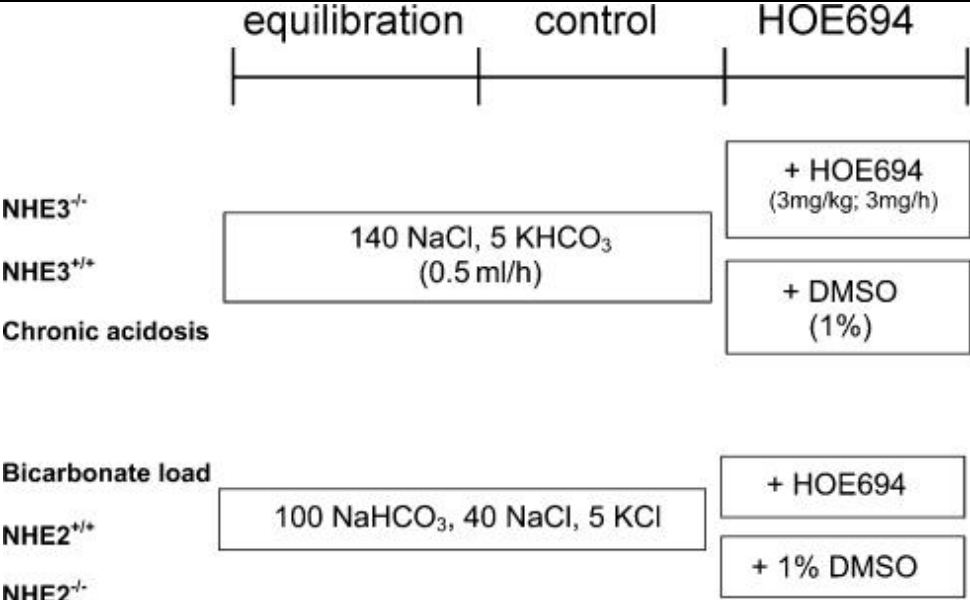 equilibration control HOE694
+ HOE694
(3mg/kg; 3mg/h)
NHE3-/-
140 NaCl, 5 KHCO₃
(0.5 ml/h)
NHE3+/+
+ DMSO
(1%)
Chronic acidosis
Bicarbonate load
+ HOE694
100 NaHCO₃, 40 NaCl, 5 KCl
NHE2+/+
+ 1% DMSO
NHE2-/-